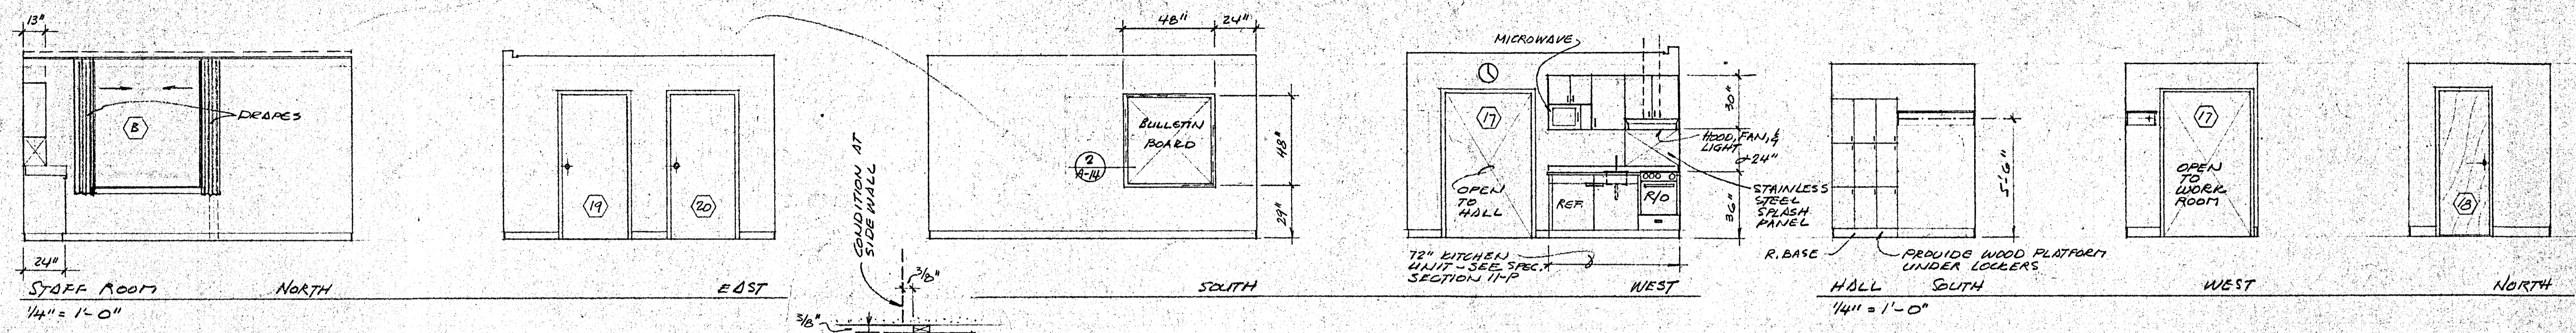 13"
DRAPES
B
24"
STAFF ROOM
NORTH
1/4" = 1'-0"
19
20
EAST
CONDITION AT
SIDE WALL
3/8"
3/8"
48"
24"
BULLETIN
BOARD
2
A-14
48"
29"
SOUTH
MICROWAVE
17
OPEN
TO
HALL
REF.
R/O
30"
HOOD, FAN, &
LIGHT
24"
STAINLESS
STEEL
SPLASH
PANEL
36"
72" KITCHEN
UNIT - SEE SPEC.
SECTION 11-P
WEST
5'6"
R. BASE
PROVIDE WOOD PLATFORM
UNDER LOCKERS
HALL
SOUTH
1/4" = 1'-0"
17
OPEN
TO
WORK
ROOM
WEST
18
NORTH